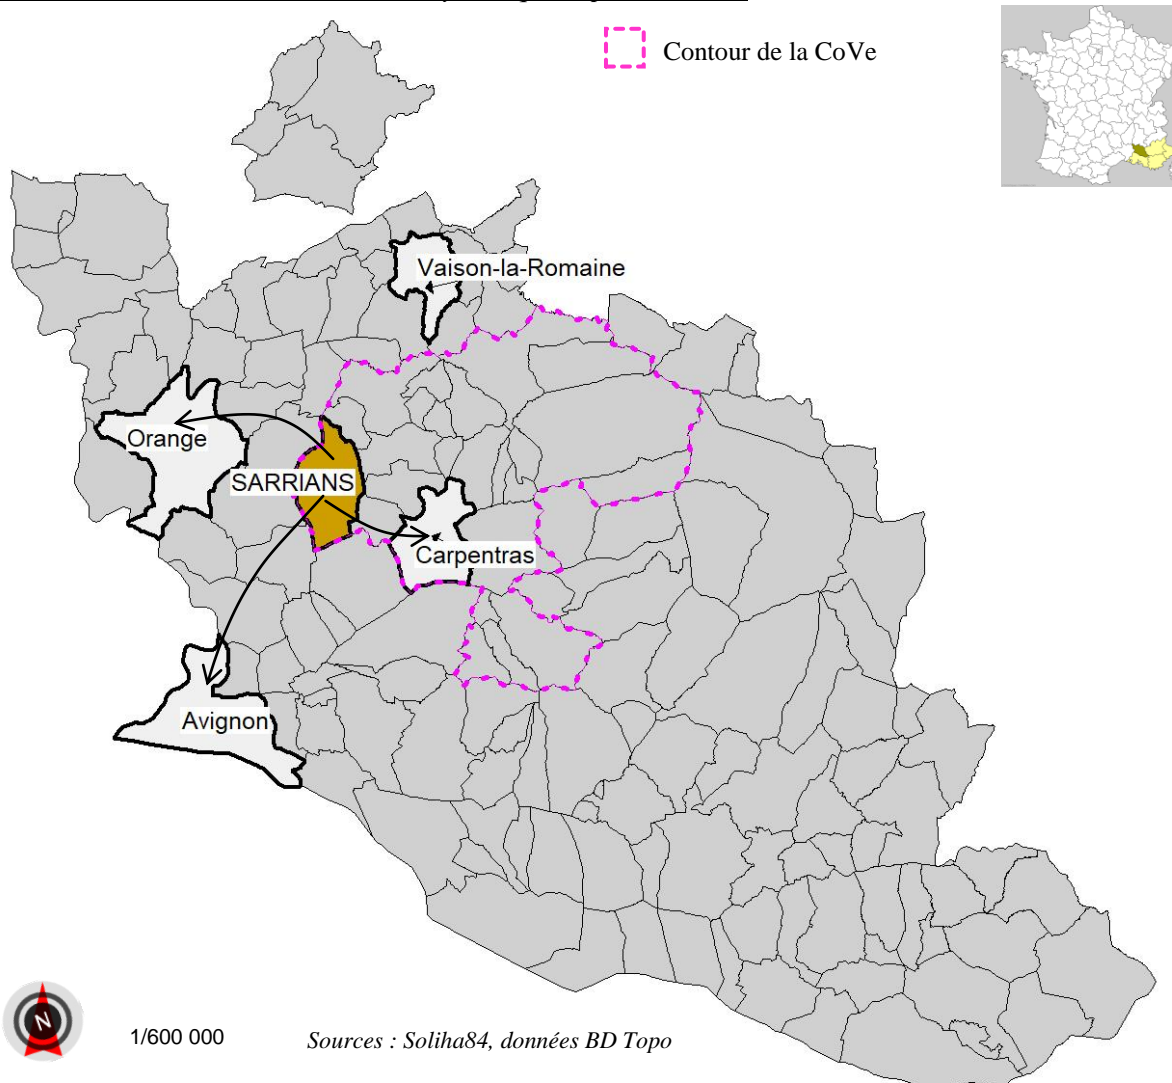 Contour de la CoVe
Vaison-la-Romaine
Orange
SARRIANS
Carpentras
Avignon
N
1/600 000
Sources : Soliha84, données BD Topo